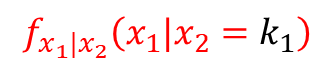 $f_{x_1|x_2}(x_1|x_2 = k_1)$